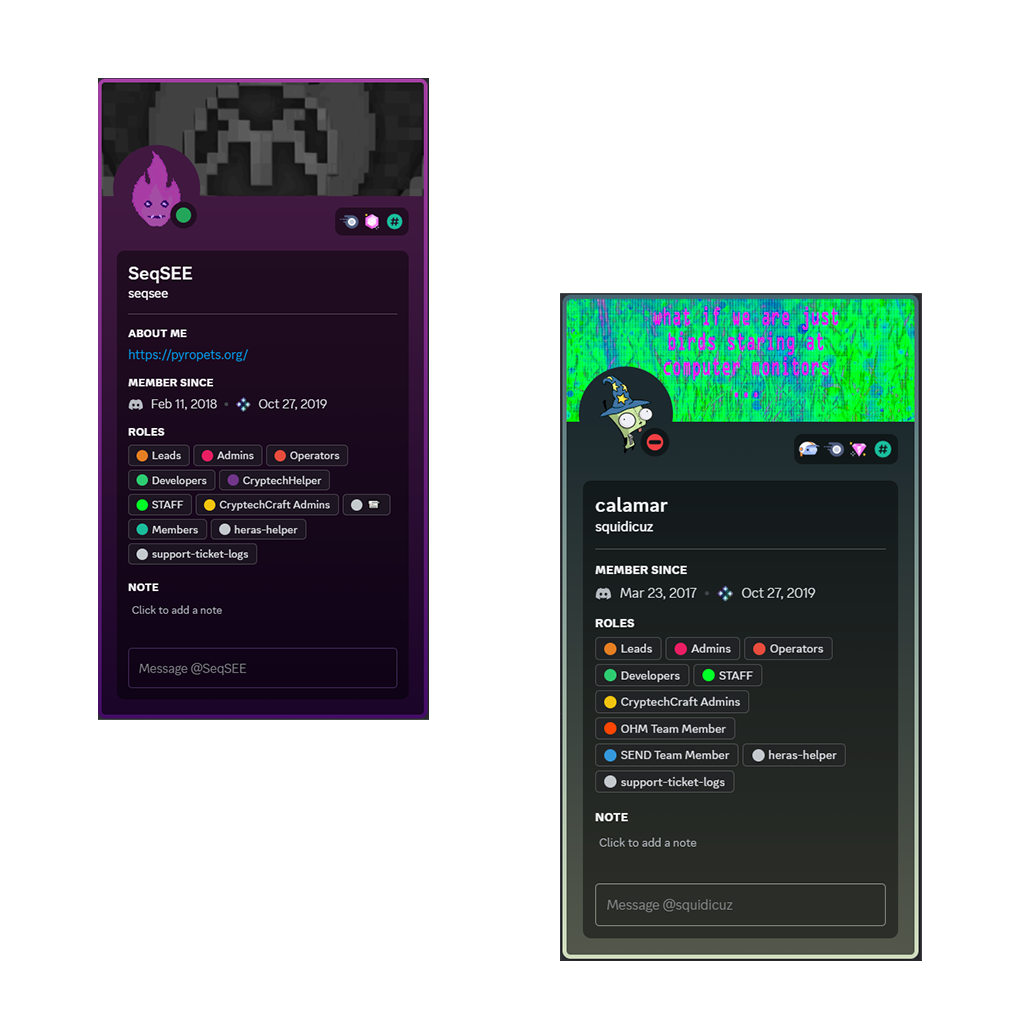 SeqSEE
seqsee
ABOUT ME
https://pyropets.org/
MEMBER SINCE
Feb 11, 2018 • Oct 27, 2019
ROLES
Leads Admins Operators
Developers CryptechHelper
STAFF CryptechCraft Admins
Members heras-helper
support-ticket-logs
NOTE
Click to add a note
Message @SeqSEE
what if we are just
birds staring at
computer monitors
...
calamar
squidicuz
MEMBER SINCE
Mar 23, 2017 • Oct 27, 2019
ROLES
Leads Admins Operators
Developers STAFF
CryptechCraft Admins
OHM Team Member
SEND Team Member heras-helper
support-ticket-logs
NOTE
Click to add a note
Message @squidicuz